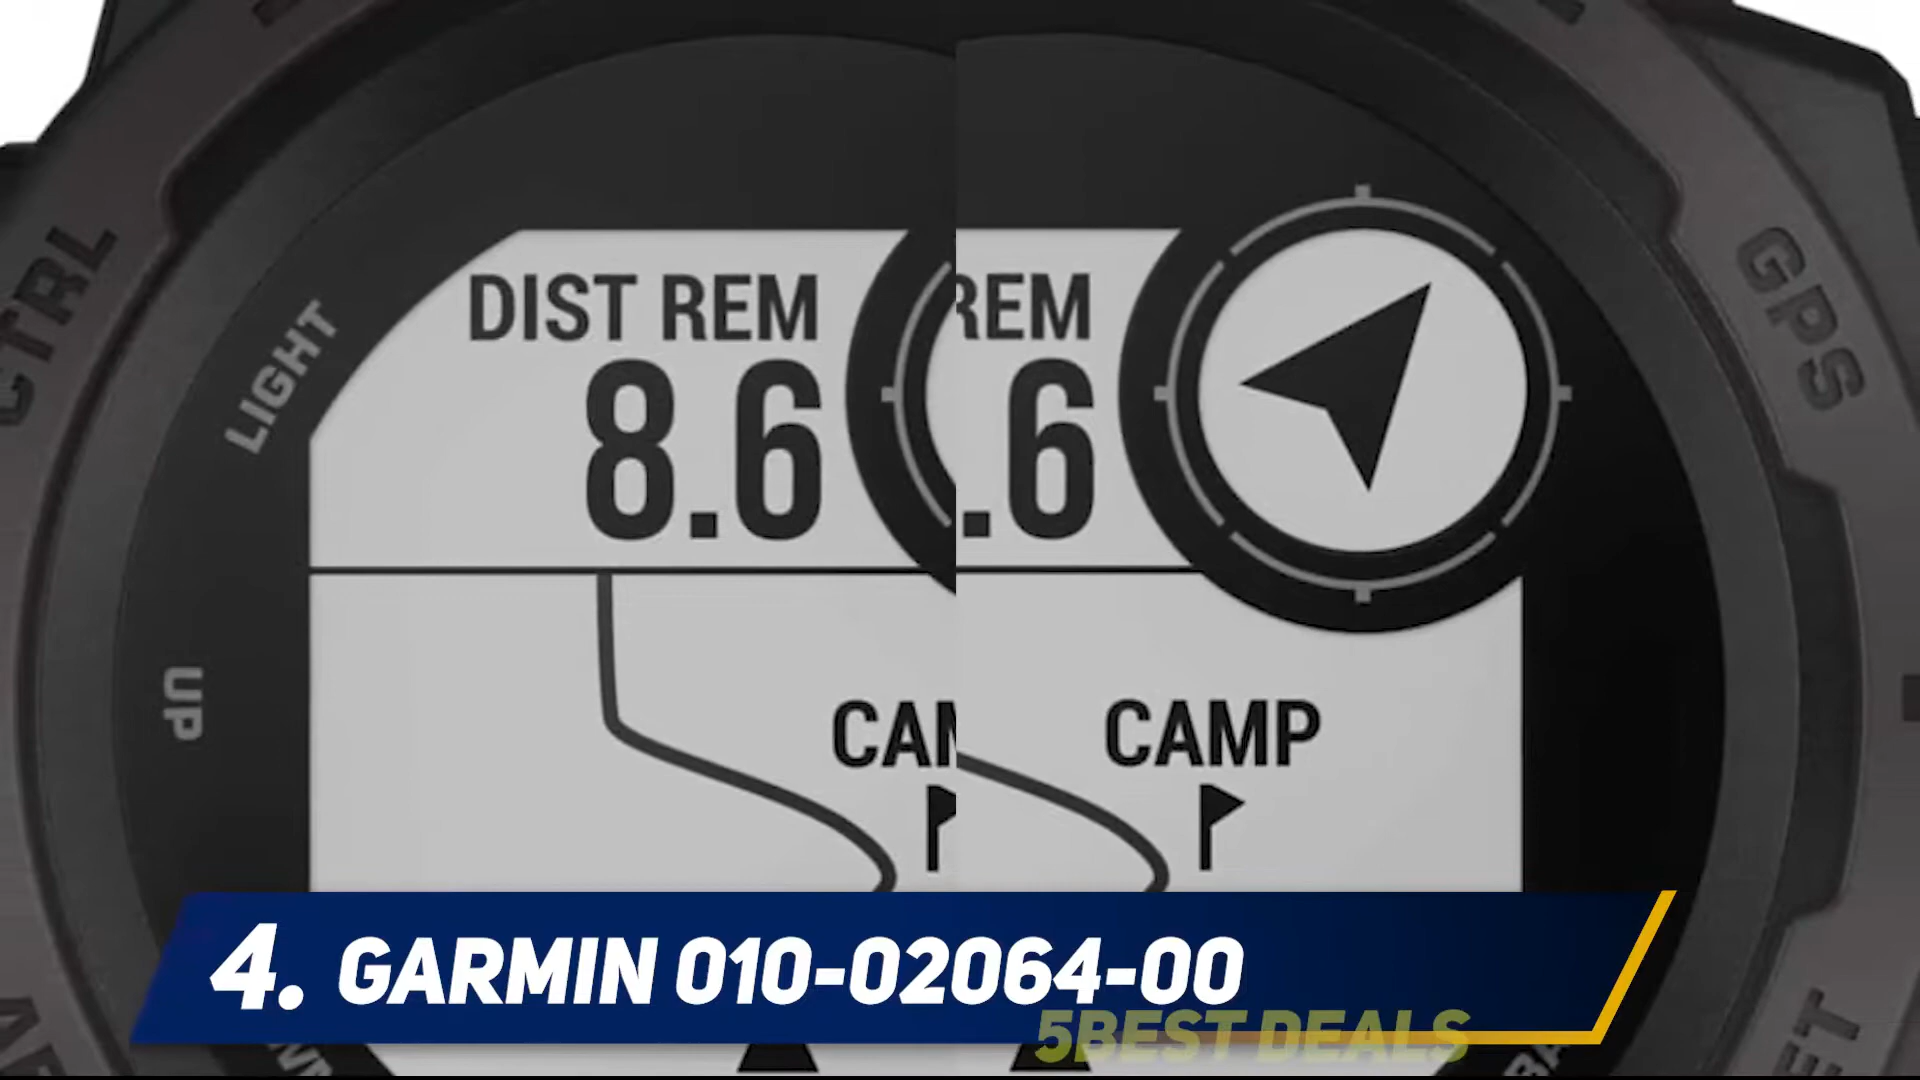 CTRL
LIGHT
GPS
DIST REM
REM
8.6
.6
UP
CAM
CAMP
4. GARMIN 010-02064-00
5BEST DEALS